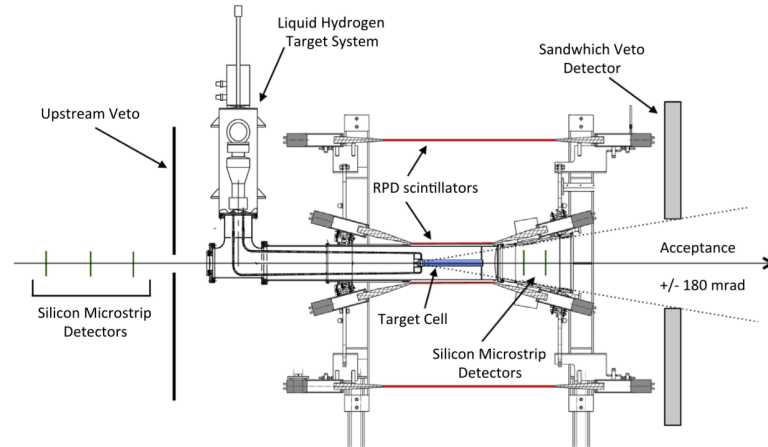 Liquid Hydrogen
Target System
Sandwhich Veto
Detector
Upstream Veto
RPD scintillators
Acceptance
+/- 180 mrad
Silicon Microstrip
Detectors
Target Cell
Silicon Microstrip
Detectors